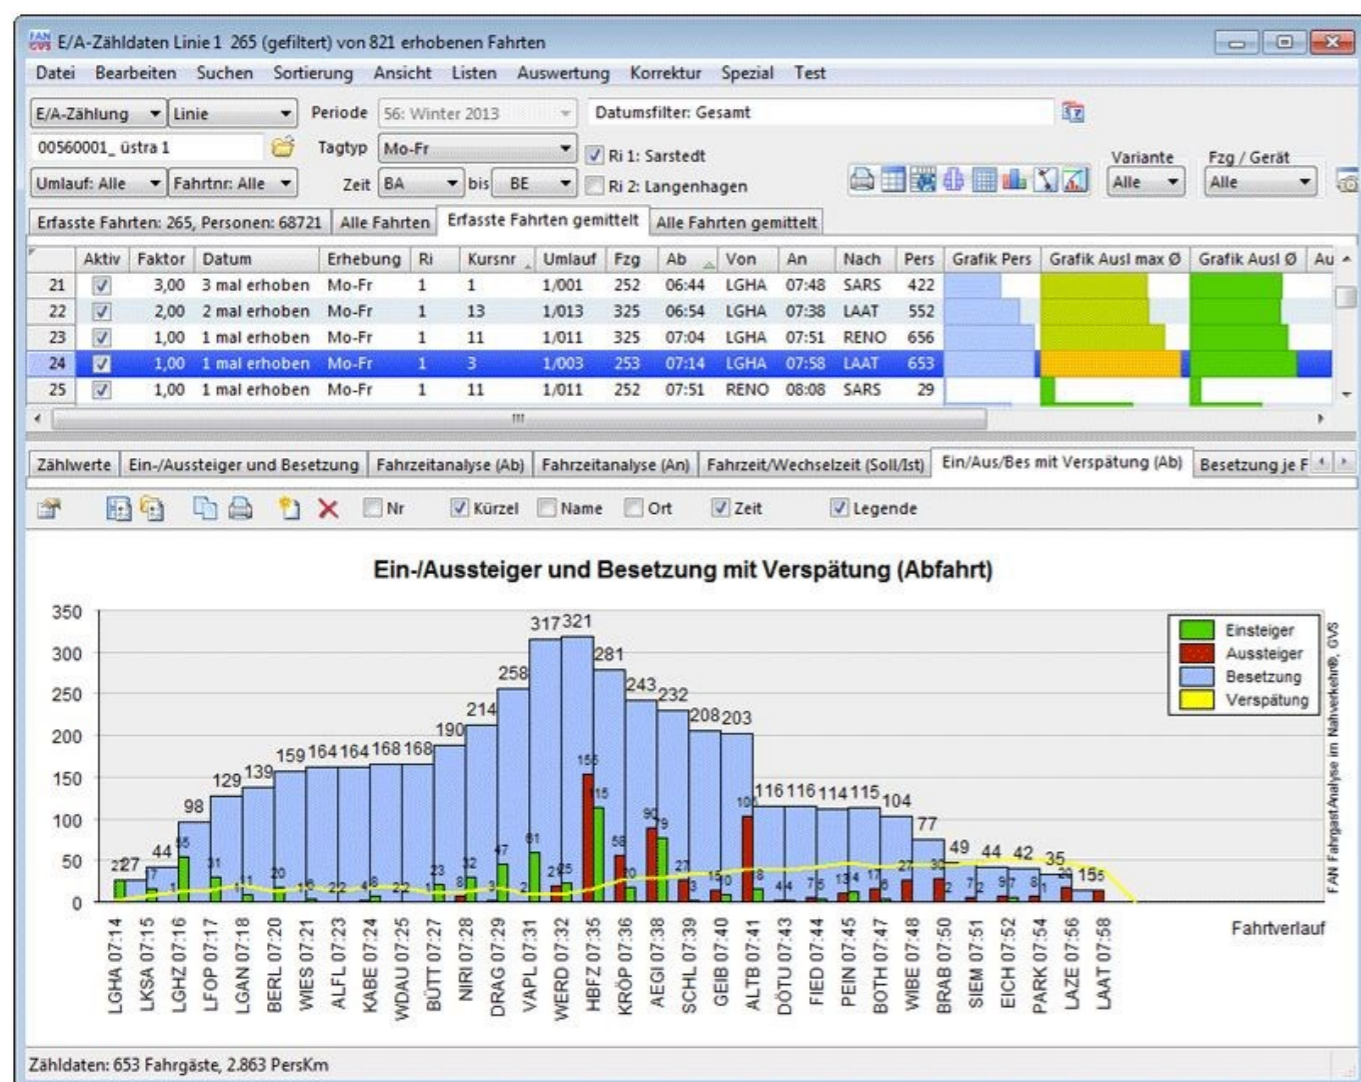 FAN GVS E/A-Zähldaten Linie 1 265 (gefiltert) von 821 erhobenen Fahrten
Datei Bearbeiten Suchen Sortierung Ansicht Listen Auswertung Korrektur Spezial Test
E/A-Zählung Linie Periode 56: Winter 2013 Datumsfilter: Gesamt
00560001_ üstra 1 Tagtyp Mo-Fr Ri 1: Sarstedt Variante Fzg / Gerät
Umlauf: Alle Fahrtnr: Alle Zeit BA bis BE Ri 2: Langenhagen Alle Alle
Erfasste Fahrten: 265, Personen: 68721 Alle Fahrten Erfasste Fahrten gemittelt Alle Fahrten gemittelt
Aktiv Faktor Datum Erhebung Ri Kursnr Umlauf Fzg Ab Von An Nach Pers Grafik Pers Grafik Ausl max Ø Grafik Ausl Ø Au
21 3,00 3 mal erhoben Mo-Fr 1 1 1/001 252 06:44 LGHA 07:48 SARS 422
22 2,00 2 mal erhoben Mo-Fr 1 13 1/013 325 06:54 LGHA 07:38 LAAT 552
23 1,00 1 mal erhoben Mo-Fr 1 11 1/011 325 07:04 LGHA 07:51 RENO 656
24 1,00 1 mal erhoben Mo-Fr 1 3 1/003 253 07:14 LGHA 07:58 LAAT 653
25 1,00 1 mal erhoben Mo-Fr 1 11 1/011 252 07:51 RENO 08:08 SARS 29
Zählwerte Ein-/Aussteiger und Besetzung Fahrzeitanalyse (Ab) Fahrzeitanalyse (An) Fahrzeit/Wechselzeit (Soll/Ist) Ein/Aus/Bes mit Verspätung (Ab) Besetzung je F
Nr Kürzel Name Ort Zeit Legende
Ein-/Aussteiger und Besetzung mit Verspätung (Abfahrt)
350
300
250
200
150
100
50
0
27 44 98 129 139 159 164 164 168 168 190 214 258 317 321 281 243 232 208 203 116 116 114 115 104 77 49 44 42 35 15
Einsteiger
Aussteiger
Besetzung
Verspätung
FAN FahrgastAnalyse im Nahverkehr®, GVS
Fahrtverlauf
LGHA 07:14
LKSA 07:15
LGHZ 07:16
LFOP 07:17
LGAN 07:18
BERL 07:20
WIES 07:21
ALFL 07:23
KABE 07:24
WDAU 07:25
BÜTT 07:27
NIRI 07:28
DRAG 07:29
VAPL 07:31
WERD 07:32
HBFZ 07:35
KRÖP 07:36
AEGI 07:38
SCHL 07:39
GEIB 07:40
ALTB 07:41
DÖTU 07:43
FIED 07:44
PEIN 07:45
BOTH 07:47
WIBE 07:48
BRAB 07:50
SIEM 07:51
EICH 07:52
PARK 07:54
LAZE 07:56
LAAT 07:58
Zähldaten: 653 Fahrgäste, 2.863 PersKm